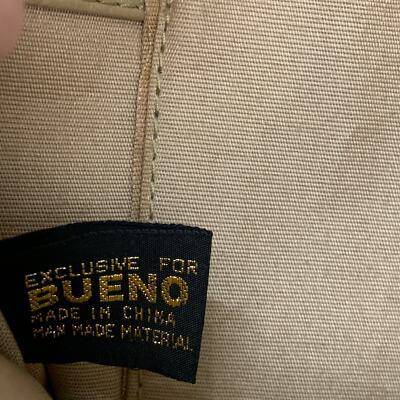 EXCLUSIVE FOR
BUENO
MADE IN CHINA
MAN MADE MATERIAL